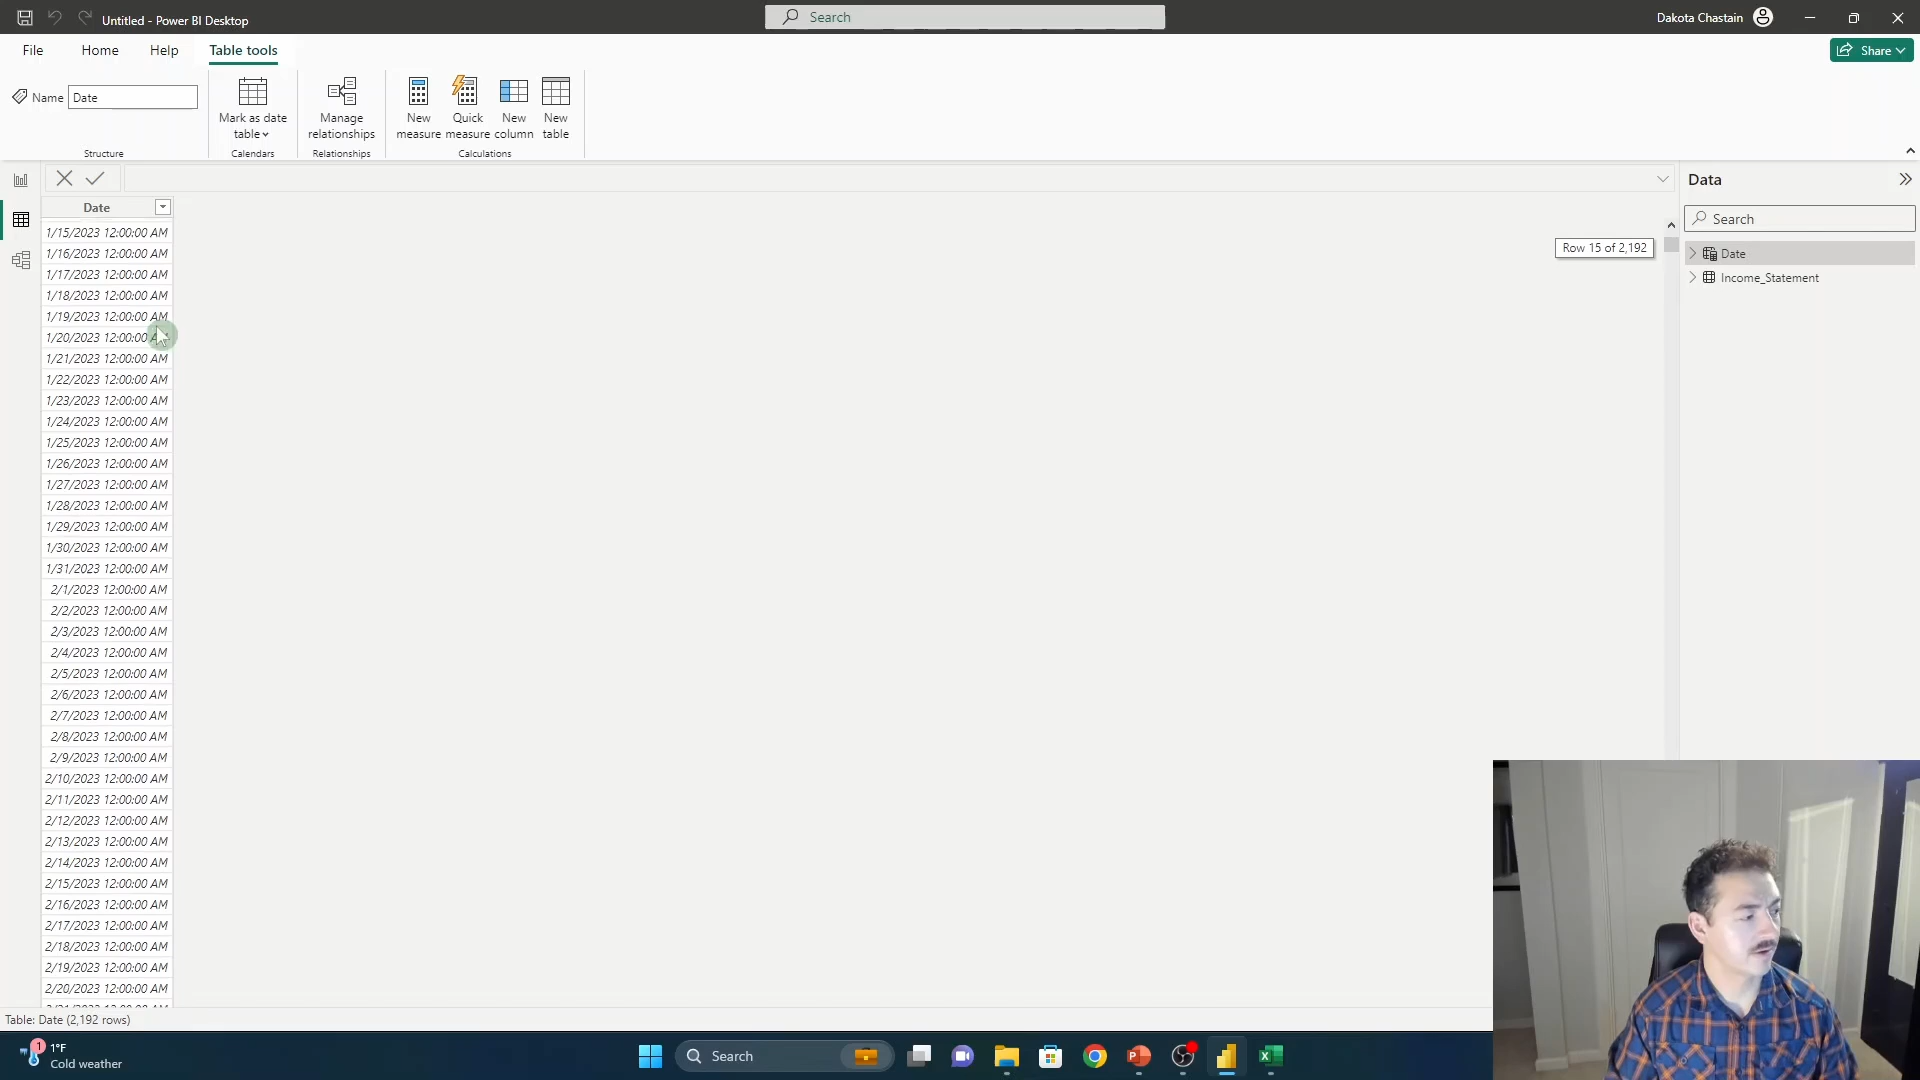 Untitled - Power BI Desktop
Search
Dakota Chastain
File
Home
Help
Table tools
Share
Name
Date
Mark as date table
Manage relationships
New measure
Quick measure
New column
New table
Structure
Calendars
Relationships
Calculations
Date
1/15/2023 12:00:00 AM
1/16/2023 12:00:00 AM
1/17/2023 12:00:00 AM
1/18/2023 12:00:00 AM
1/19/2023 12:00:00 AM
1/20/2023 12:00:00
1/21/2023 12:00:00 AM
1/22/2023 12:00:00 AM
1/23/2023 12:00:00 AM
1/24/2023 12:00:00 AM
1/25/2023 12:00:00 AM
1/26/2023 12:00:00 AM
1/27/2023 12:00:00 AM
1/28/2023 12:00:00 AM
1/29/2023 12:00:00 AM
1/30/2023 12:00:00 AM
1/31/2023 12:00:00 AM
2/1/2023 12:00:00 AM
2/2/2023 12:00:00 AM
2/3/2023 12:00:00 AM
2/4/2023 12:00:00 AM
2/5/2023 12:00:00 AM
2/6/2023 12:00:00 AM
2/7/2023 12:00:00 AM
2/8/2023 12:00:00 AM
2/9/2023 12:00:00 AM
2/10/2023 12:00:00 AM
2/11/2023 12:00:00 AM
2/12/2023 12:00:00 AM
2/13/2023 12:00:00 AM
2/14/2023 12:00:00 AM
2/15/2023 12:00:00 AM
2/16/2023 12:00:00 AM
2/17/2023 12:00:00 AM
2/18/2023 12:00:00 AM
2/19/2023 12:00:00 AM
2/20/2023 12:00:00 AM
Row 15 of 2,192
Data
Search
Date
Income_Statement
Table: Date (2,192 rows)
1
1°F
Cold weather
Search